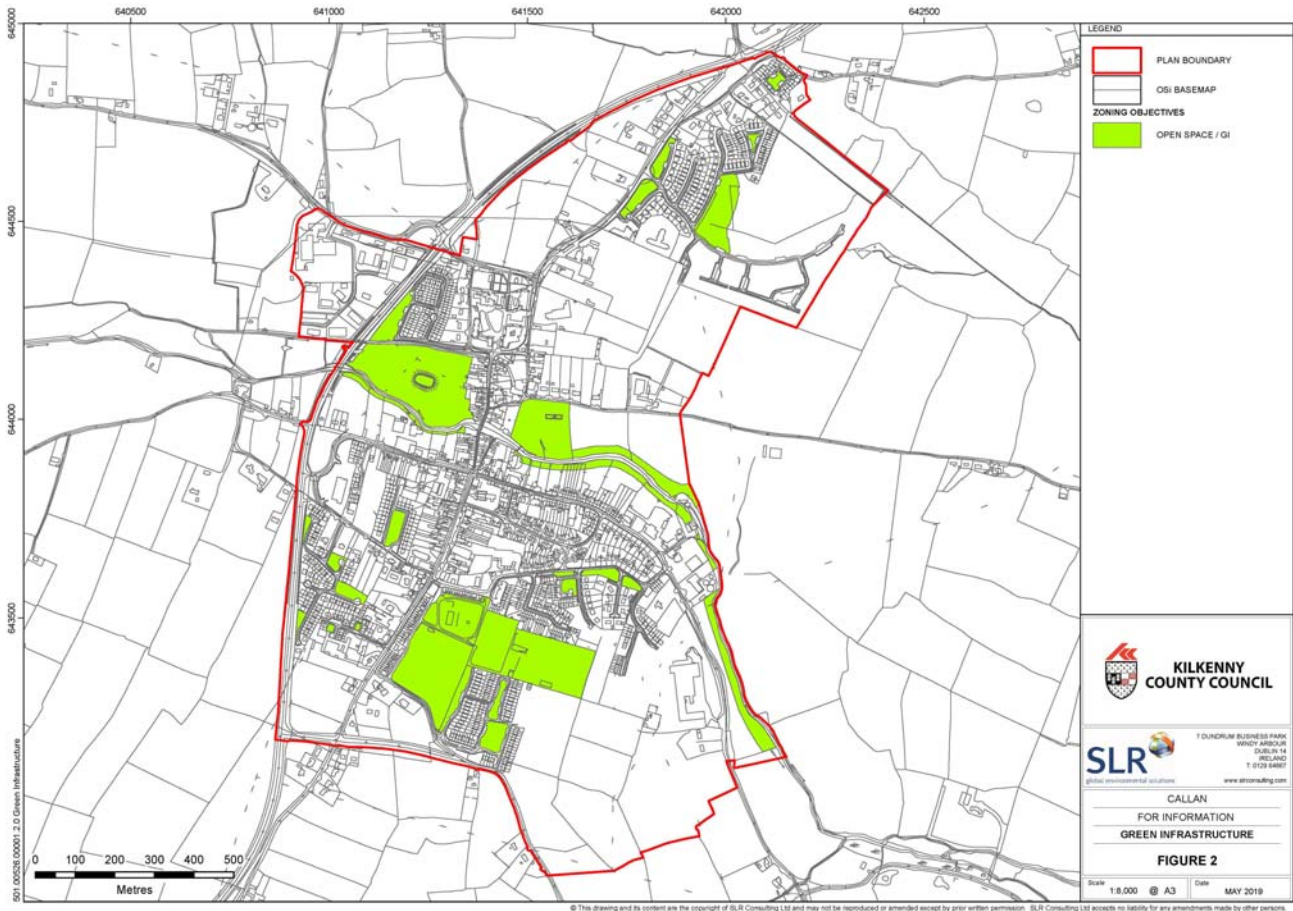 640500
641000
641500
642000
642500
645000
644500
644000
643500
LEGEND
PLAN BOUNDARY
OSi BASEMAP
ZONING OBJECTIVES
OPEN SPACE / GI
KILKENNY
COUNTY COUNCIL
SLR
global environmental solutions
7 DUNDRUM BUSINESS PARK
WINDY ARBOUR
DUBLIN 14
IRELAND
T: 0129 64667
www.slrconsulting.com
CALLAN
FOR INFORMATION
GREEN INFRASTRUCTURE
FIGURE 2
Scale
1:8,000 @ A3
Date
MAY 2019
0 100 200 300 400 500
Metres
501.00526.00001.2.0 Green Infrastructure
© This drawing and its content are the copyright of SLR Consulting Ltd and may not be reproduced or amended except by prior written permission. SLR Consulting Ltd accepts no liability for any amendments made by other persons.